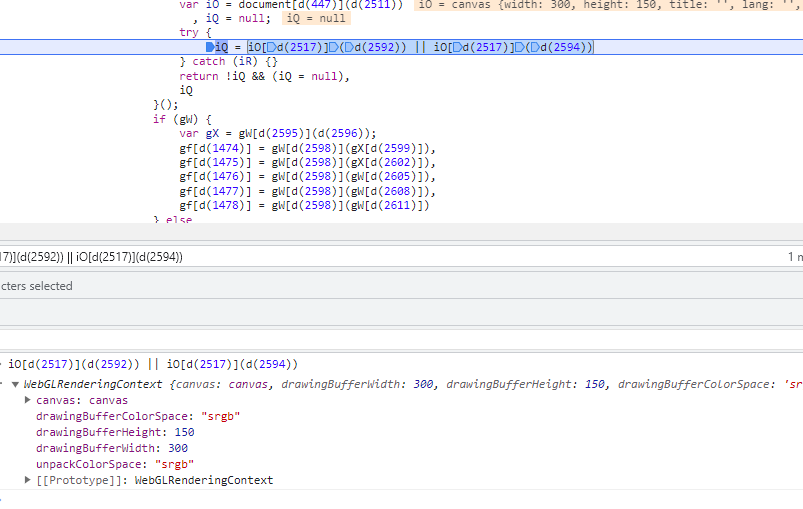 var iO = document[d(447)](d(2511)) iO = canvas {width: 300, height: 150, title: '', lang: '',
, iQ = null; iQ = null
try {
iQ = iO[d(2517)](d(2592)) || iO[d(2517)](d(2594))
} catch (iR) {}
return !iQ && (iQ = null),
iQ
}();
if (gW) {
var gX = gW[d(2595)](d(2596));
gf[d(1474)] = gW[d(2598)](gX[d(2599)]),
gf[d(1475)] = gW[d(2598)](gX[d(2602)]),
gf[d(1476)] = gW[d(2598)](gW[d(2605)]),
gf[d(1477)] = gW[d(2598)](gW[d(2608)]),
gf[d(1478)] = gW[d(2598)](gW[d(2611)])
} else
17)](d(2592)) || iO[d(2517)](d(2594))
1 m
cters selected
iO[d(2517)](d(2592)) || iO[d(2517)](d(2594))
WebGLRenderingContext {canvas: canvas, drawingBufferWidth: 300, drawingBufferHeight: 150, drawingBufferColorSpace: 'sr
canvas: canvas
drawingBufferColorSpace: "srgb"
drawingBufferHeight: 150
drawingBufferWidth: 300
unpackColorSpace: "srgb"
[[Prototype]]: WebGLRenderingContext